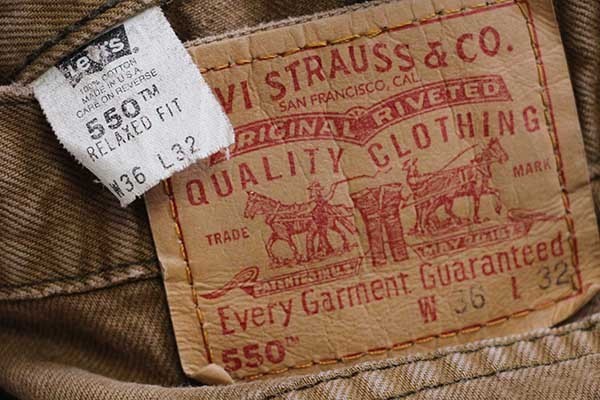 Levi's
100% COTTON
MADE IN U.S.A
CARE ON REVERSE
550™
RELAXED FIT
W36 L32
VI STRAUSS & CO.
SAN FRANCISCO, CAL.
ORIGINAL RIVETED
QUALITY CLOTHING
TRADE MARK
Every Garment Guaranteed
W 36 L 32
550™